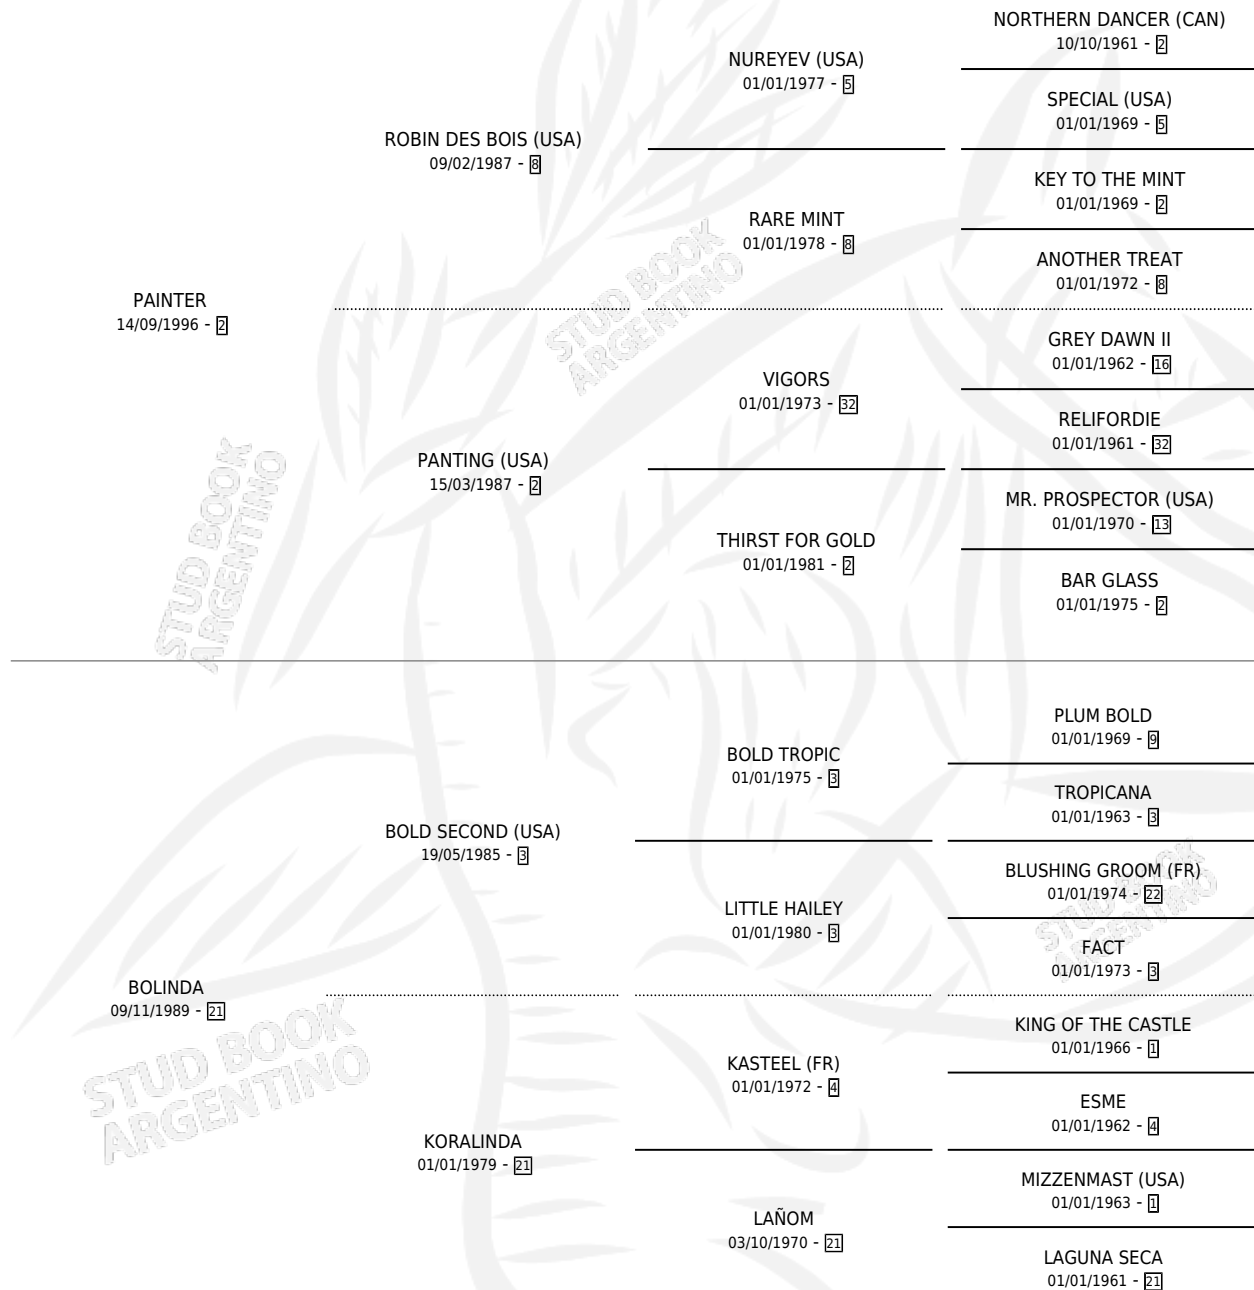 NORTHERN DANCER (CAN)
10/10/1961 - 2
NUREYEV (USA)
01/01/1977 - 5
SPECIAL (USA)
01/01/1969 - 5
ROBIN DES BOIS (USA)
09/02/1987 - 8
KEY TO THE MINT
01/01/1969 - 2
RARE MINT
01/01/1978 - 8
ANOTHER TREAT
01/01/1972 - 8
PAINTER
14/09/1996 - 2
GREY DAWN II
01/01/1962 - 16
VIGORS
01/01/1973 - 32
RELIFORDIE
01/01/1961 - 32
PANTING (USA)
15/03/1987 - 2
MR. PROSPECTOR (USA)
01/01/1970 - 13
THIRST FOR GOLD
01/01/1981 - 2
BAR GLASS
01/01/1975 - 2
PLUM BOLD
01/01/1969 - 9
BOLD TROPIC
01/01/1975 - 3
TROPICANA
01/01/1963 - 3
BOLD SECOND (USA)
19/05/1985 - 3
BLUSHING GROOM (FR)
01/01/1974 - 22
LITTLE HAILEY
01/01/1980 - 3
FACT
01/01/1973 - 3
BOLINDA
09/11/1989 - 21
KING OF THE CASTLE
01/01/1966 - 1
KASTEEL (FR)
01/01/1972 - 4
ESME
01/01/1962 - 4
KORALINDA
01/01/1979 - 21
MIZZENMAST (USA)
01/01/1963 - 1
LAÑOM
03/10/1970 - 21
LAGUNA SECA
01/01/1961 - 21
STUD BOOK
ARGENTINO
STUD BOOK
ARGENTINO
STUD BOOK
ARGENTINO
STUD BOOK
ARGENTINO